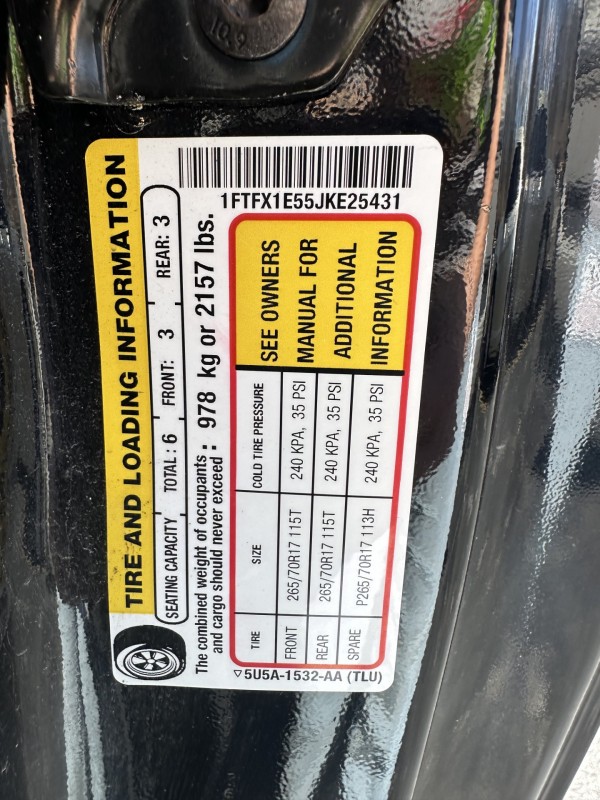 10.9
1FTFX1E55JKE25431
TIRE AND LOADING INFORMATION
SEATING CAPACITY TOTAL : 6 FRONT: 3 REAR: 3
The combined weight of occupants
and cargo should never exceed : 978 kg or 2157 lbs.
TIRE SIZE COLD TIRE PRESSURE
FRONT 265/70R17 115T 240 KPA, 35 PSI
REAR 265/70R17 115T 240 KPA, 35 PSI
SPARE P265/70R17 113H 240 KPA, 35 PSI
SEE OWNERS
MANUAL FOR
ADDITIONAL
INFORMATION
▽5U5A-1532-AA (TLU)